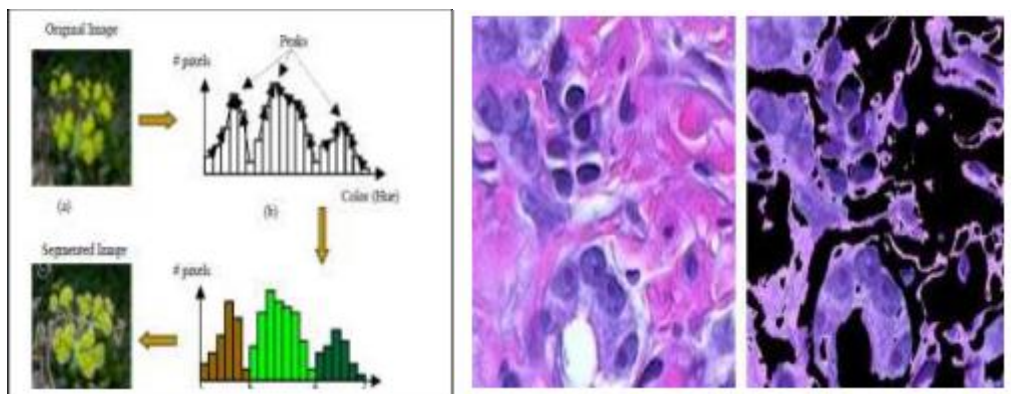 Original Image
Peaks
# pixels
Color (Hue)
(a)
(b)
Segmented Image
# pixels